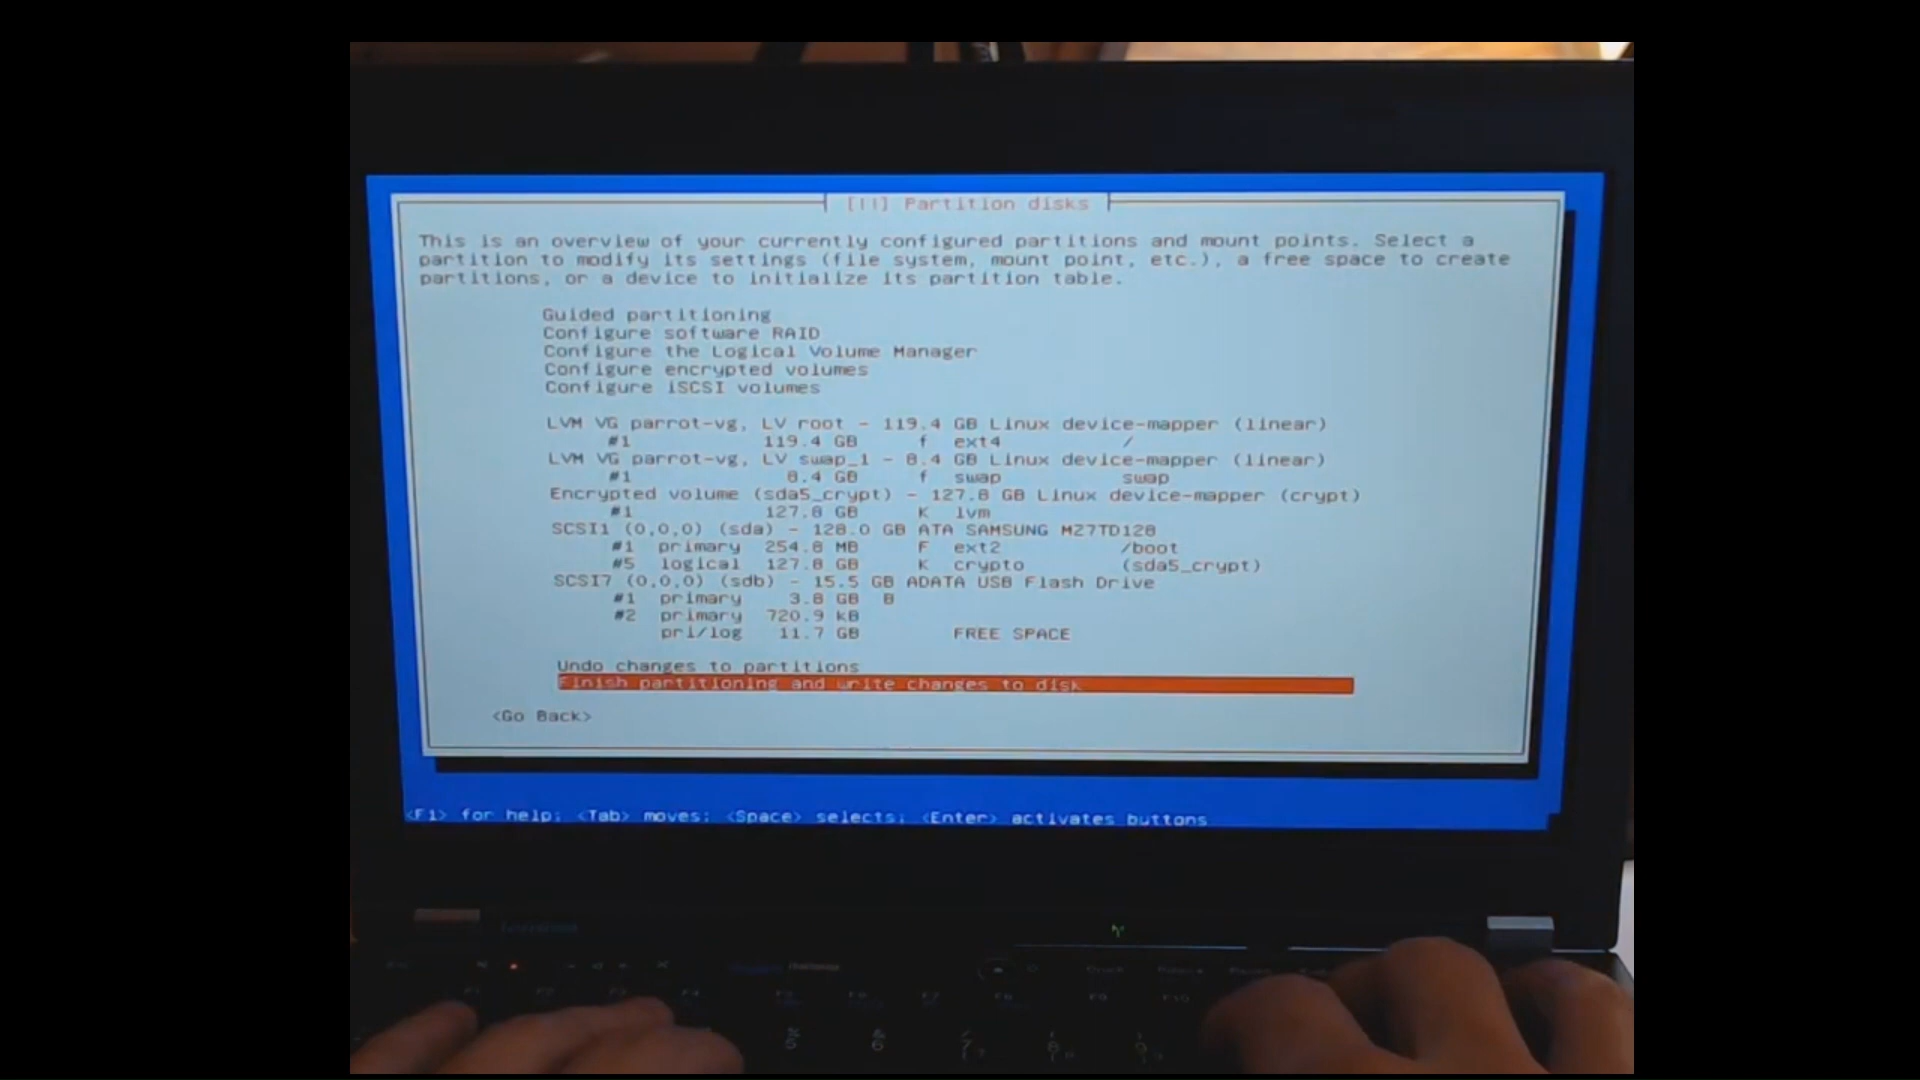 [!!] Partition disks
This is an overview of your currently configured partitions and mount points. Select a
partition to modify its settings (file system, mount point, etc.), a free space to create
partitions, or a device to initialize its partition table.
Guided partitioning
Configure software RAID
Configure the Logical Volume Manager
Configure encrypted volumes
Configure iSCSI volumes
LVM VG parrot-vg, LV root - 119.4 GB Linux device-mapper (linear)
#1 119.4 GB f ext4 /
LVM VG parrot-vg, LV swap_1 - 8.4 GB Linux device-mapper (linear)
#1 8.4 GB f swap swap
Encrypted volume (sda5_crypt) - 127.8 GB Linux device-mapper (crypt)
#1 127.8 GB K lvm
SCSI1 (0,0,0) (sda) - 128.0 GB ATA SAMSUNG MZ7TD128
#1 primary 254.8 MB F ext2 /boot
#5 logical 127.8 GB K crypto (sda5_crypt)
SCSI7 (0,0,0) (sdb) - 15.5 GB ADATA USB Flash Drive
#1 primary 3.8 GB B
#2 primary 720.9 kB
pri/log 11.7 GB FREE SPACE
Undo changes to partitions
Finish partitioning and write changes to disk
<Go Back>
<F1> for help; <Tab> moves; <Space> selects; <Enter> activates buttons
F7
F9 F10
5 6 7 8 9